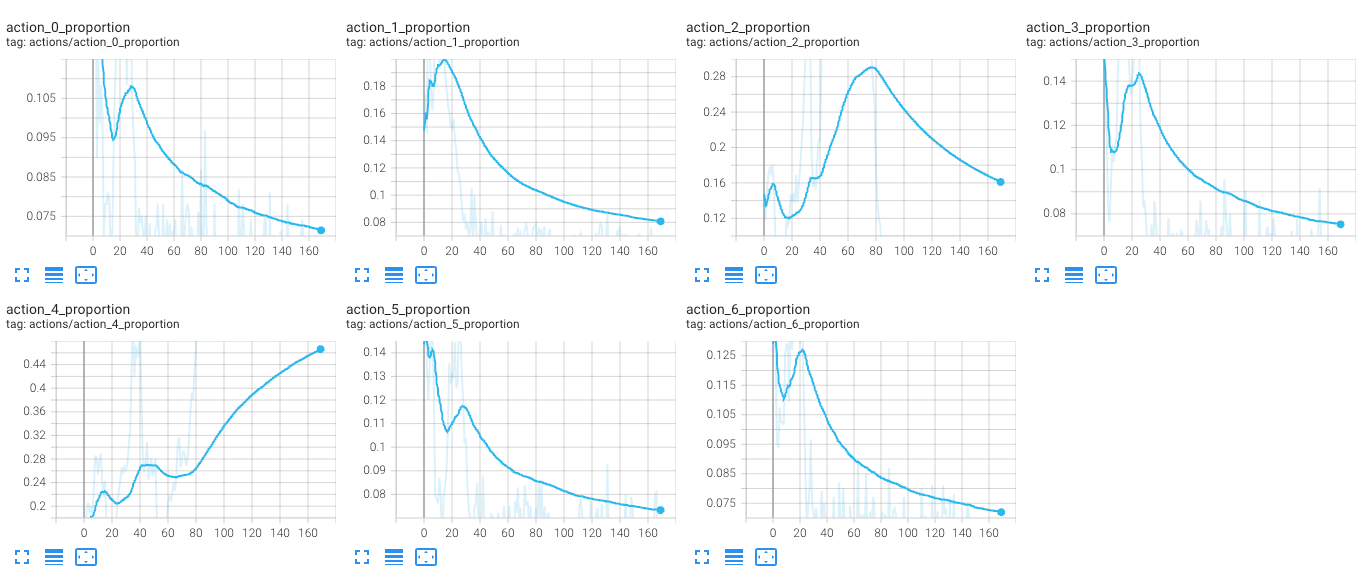 action_0_proportion
tag: actions/action_0_proportion
0.105
0.095
0.085
0.075
0 20 40 60 80 100 120 140 160
action_1_proportion
tag: actions/action_1_proportion
0.18
0.16
0.14
0.12
0.1
0.08
0 20 40 60 80 100 120 140 160
action_2_proportion
tag: actions/action_2_proportion
0.28
0.24
0.2
0.16
0.12
0 20 40 60 80 100 120 140 160
action_3_proportion
tag: actions/action_3_proportion
0.14
0.12
0.1
0.08
0 20 40 60 80 100 120 140 160
action_4_proportion
tag: actions/action_4_proportion
0.44
0.4
0.36
0.32
0.28
0.24
0.2
0 20 40 60 80 100 120 140 160
action_5_proportion
tag: actions/action_5_proportion
0.14
0.13
0.12
0.11
0.1
0.09
0.08
0 20 40 60 80 100 120 140 160
action_6_proportion
tag: actions/action_6_proportion
0.125
0.115
0.105
0.095
0.085
0.075
0 20 40 60 80 100 120 140 160